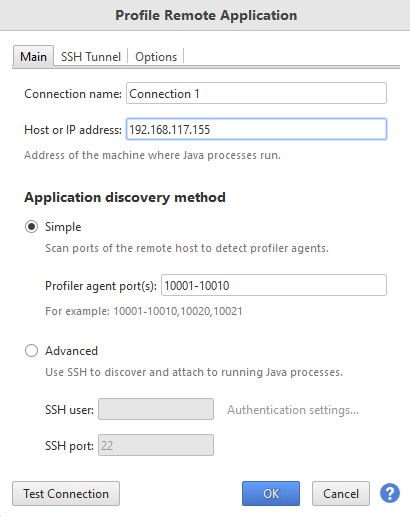 Profile Remote Application
Main SSH Tunnel Options
Connection name: Connection 1
Host or IP address: 192.168.117.155
Address of the machine where Java processes run.
Application discovery method
Simple
Scan ports of the remote host to detect profiler agents.
Profiler agent port(s): 10001-10010
For example: 10001-10010,10020,10021
Advanced
Use SSH to discover and attach to running Java processes.
SSH user: Authentication settings...
SSH port: 22
Test Connection OK Cancel ?